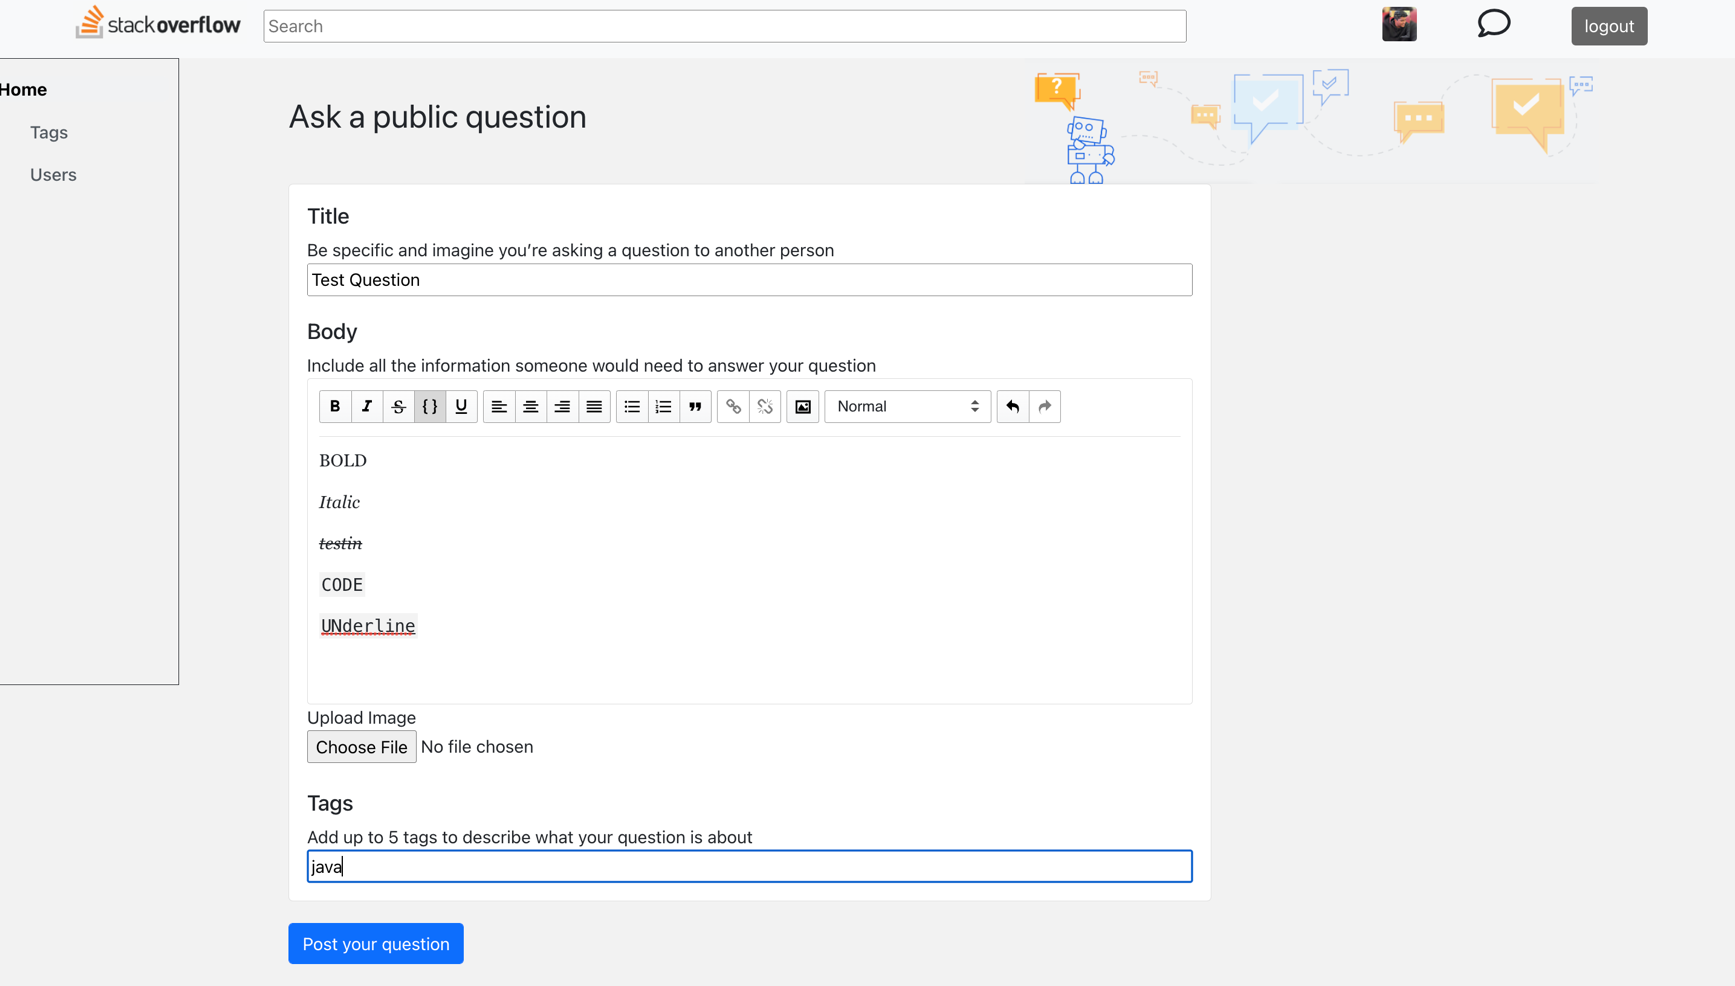 stackoverflow
Search
logout
Home
Tags
Users
?
Ask a public question
Title
Be specific and imagine you’re asking a question to another person
Test Question
Body
Include all the information someone would need to answer your question
B I S {} U Normal
BOLD
Italic
testin
CODE
UNderline
Upload Image
Choose File No file chosen
Tags
Add up to 5 tags to describe what your question is about
java
Post your question